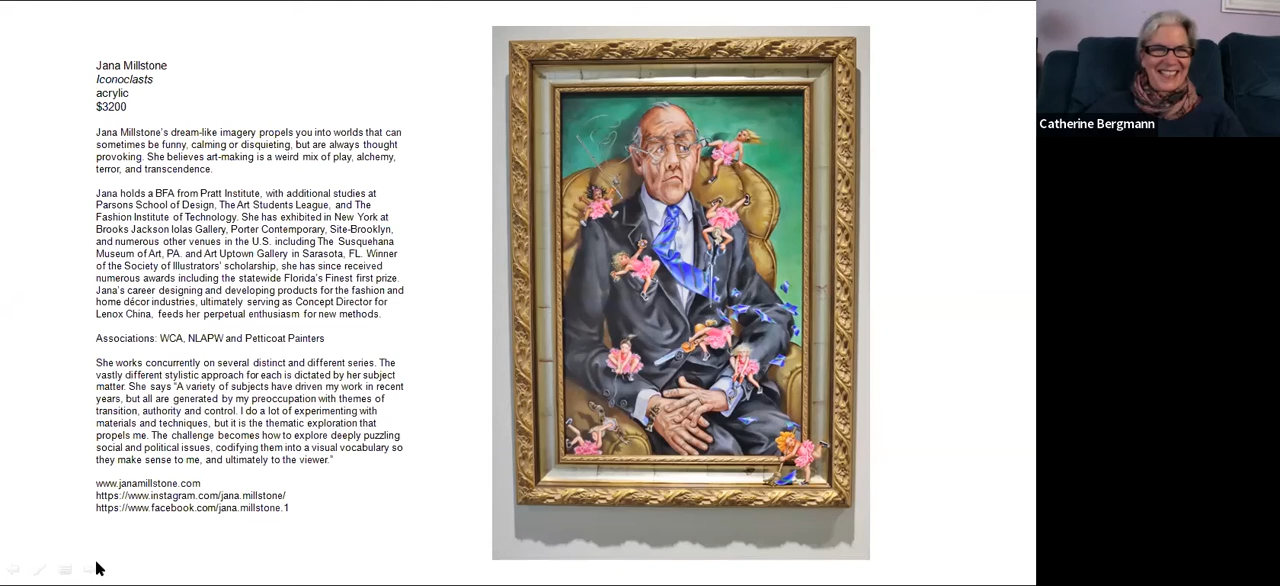 Jana Millstone
Iconoclasts
acrylic
$3200
Jana Millstone's dream-like imagery propels you into worlds that can
sometimes be funny, calming or disquieting, but are always thought
provoking. She believes art-making is a weird mix of play, alchemy,
terror, and transcendence.
Jana holds a BFA from Pratt Institute, with additional studies at
Parsons School of Design, The Art Students League, and The
Fashion Institute of Technology. She has exhibited in New York at
Brooks Jackson Iolas Gallery, Porter Contemporary, Site-Brooklyn,
and numerous other venues in the U.S. including The Susquehana
Museum of Art, PA. and Art Uptown Gallery in Sarasota, FL. Winner
of the Society of Illustrators' scholarship, she has since received
numerous awards including the statewide Florida's Finest first prize.
Jana's career designing and developing products for the fashion and
home décor industries, ultimately serving as Concept Director for
Lenox China, feeds her perpetual enthusiasm for new methods.
Associations: WCA, NLAPW and Petticoat Painters
She works concurrently on several distinct and different series. The
vastly different stylistic approach for each is dictated by her subject
matter. She says "A variety of subjects have driven my work in recent
years, but all are generated by my preoccupation with themes of
transition, authority and control. I do a lot of experimenting with
materials and techniques, but it is the thematic exploration that
propels me. The challenge becomes how to explore deeply puzzling
social and political issues, codifying them into a visual vocabulary so
they make sense to me, and ultimately to the viewer."
www.janamillstone.com
https://www.instagram.com/jana.millstone/
https://www.facebook.com/jana.millstone.1
Catherine Bergmann